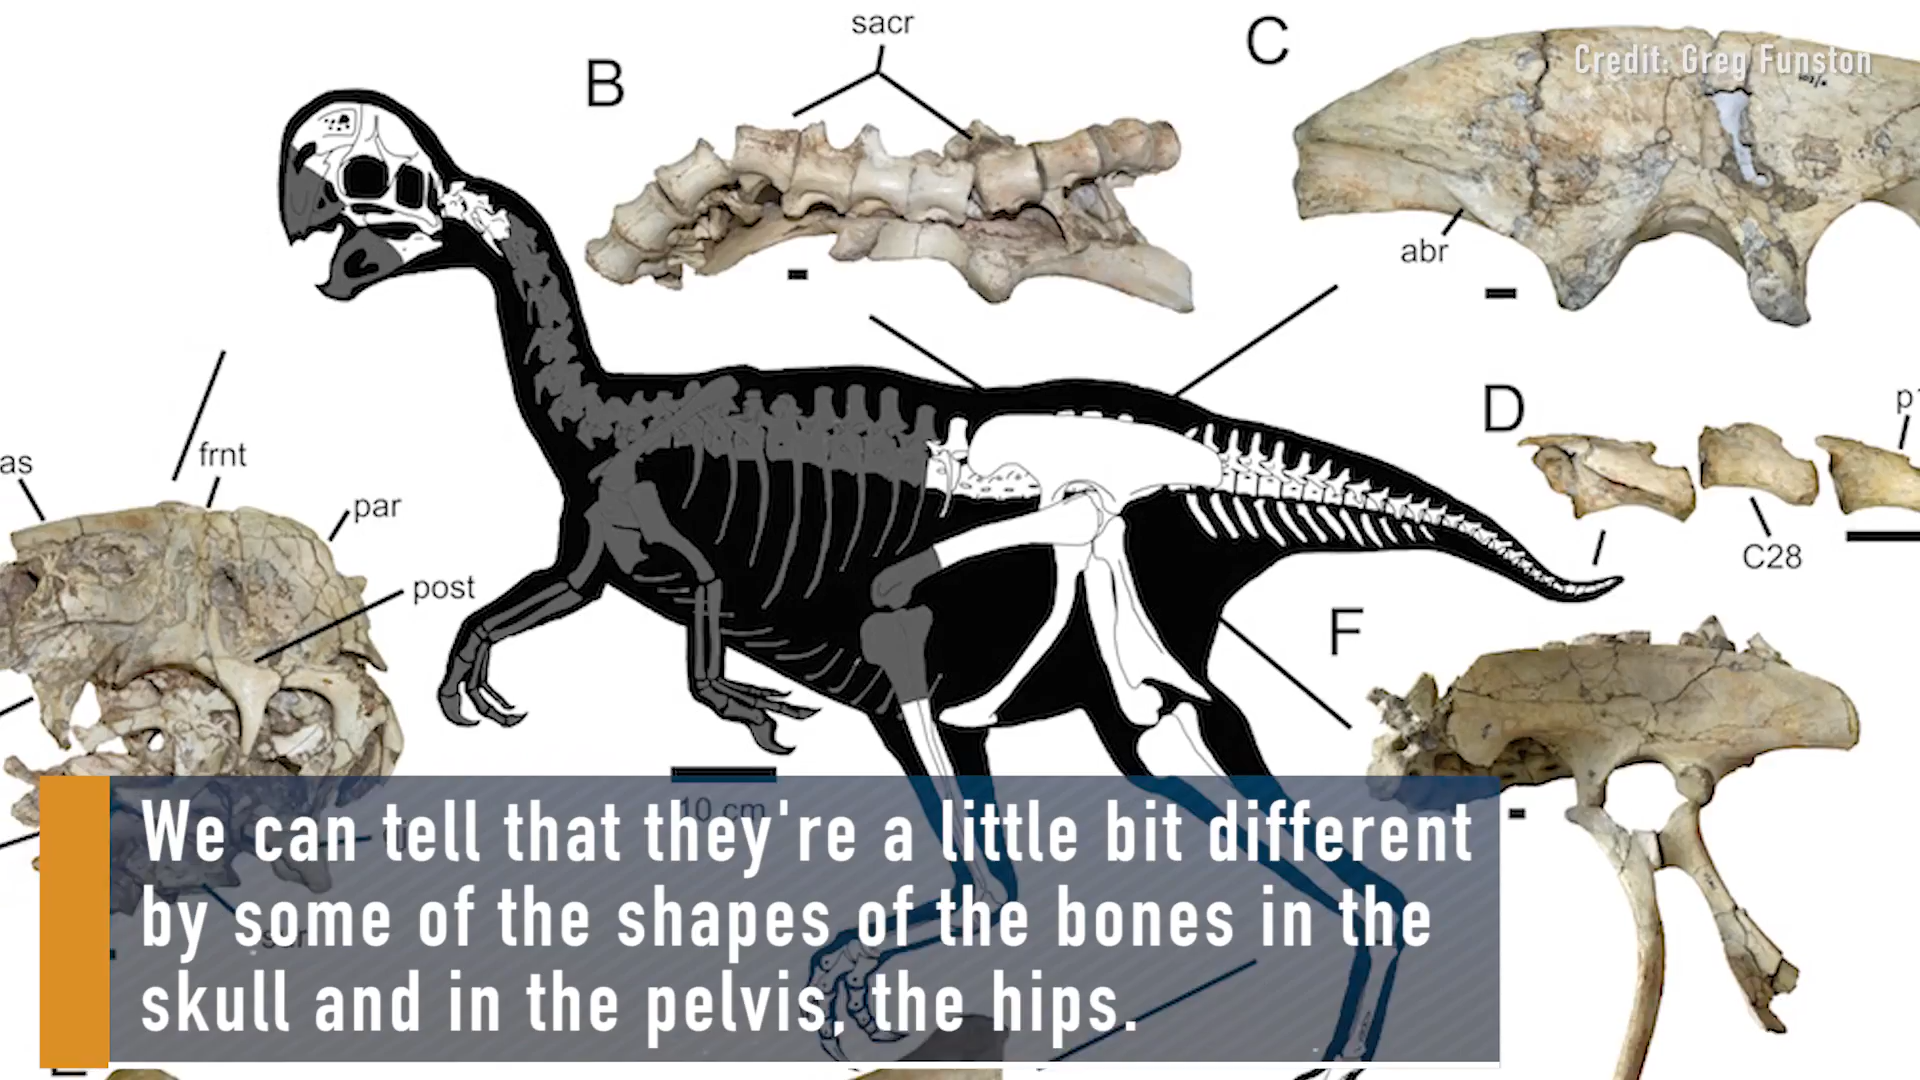 sacr
B
C
Credit: Greg Funston
abr
D
as
frnt
par
C28
post
F
10 cm
We can tell that they're a little bit different
by some of the shapes of the bones in the
skull and in the pelvis, the hips.